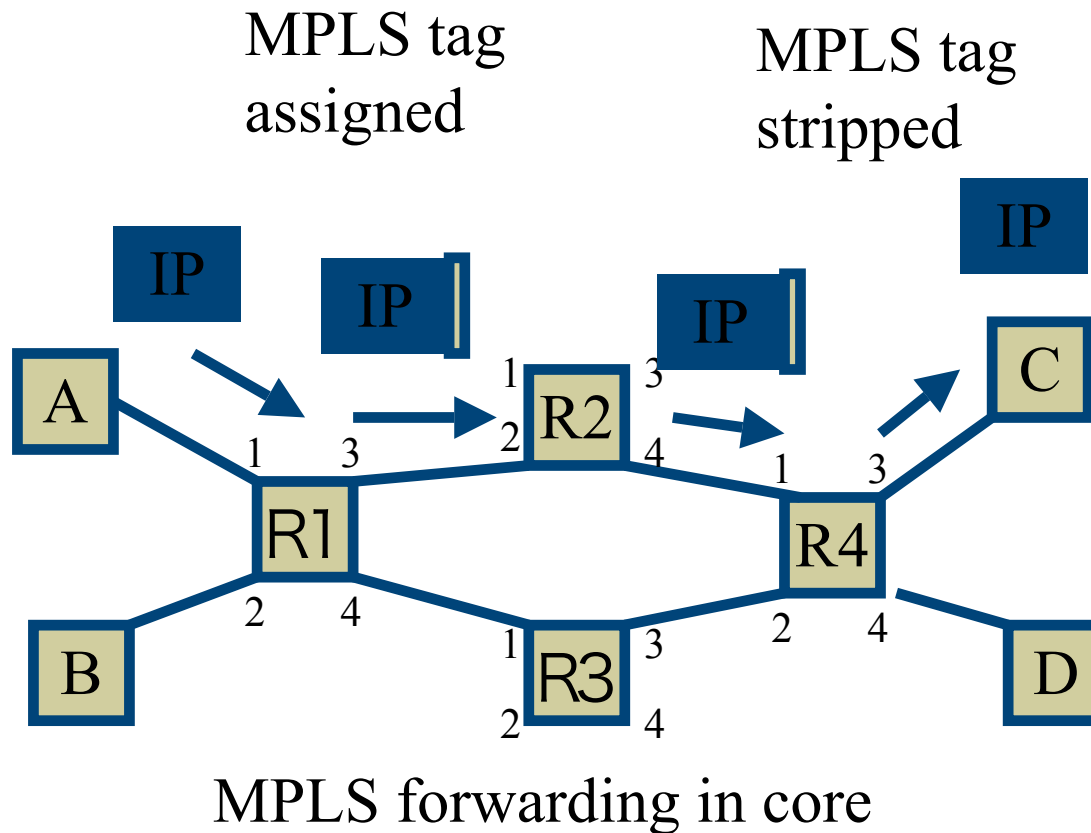 MPLS tag
assigned
MPLS tag
stripped
IP
IP
IP
IP
A
1
3
R1
2
4
B
1
3
R2
2
4
1
3
R3
2
4
1
3
R4
2
4
C
D
MPLS forwarding in core